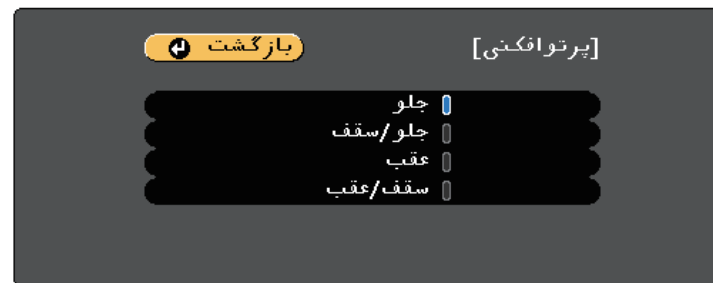 [پرتوافکنی] بازگشت
جلو
جلو/سقف
عقب
سقف/عقب